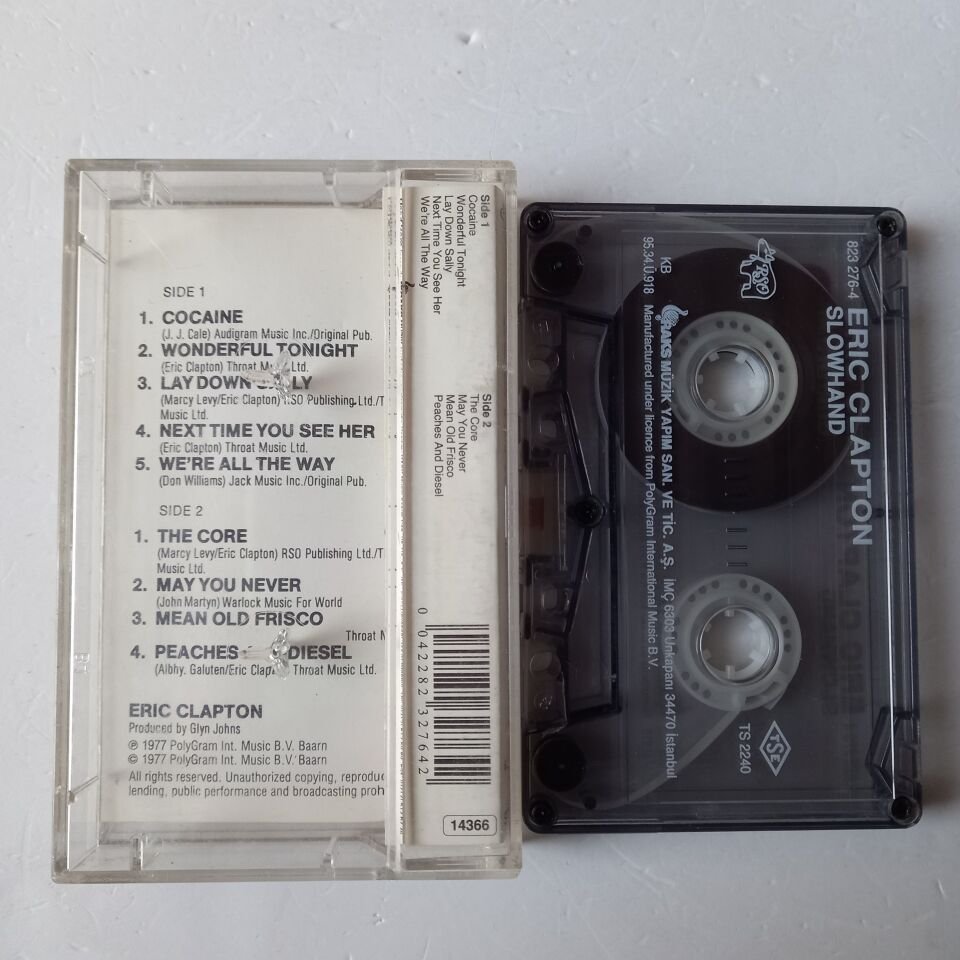 SIDE 1
1. COCAINE
(J. J. Cale) Audigram Music Inc./Original Pub.
2. WONDERFUL TONIGHT
(Eric Clapton) Throat Music Ltd.
3. LAY DOWN SALLY
(Marcy Levy/Eric Clapton) RSO Publishing Ltd./T
Music Ltd.
4. NEXT TIME YOU SEE HER
(Eric Clapton) Throat Music Ltd.
5. WE'RE ALL THE WAY
(Don Williams) Jack Music Inc./Original Pub.
SIDE 2
1. THE CORE
(Marcy Levy/Eric Clapton) RSO Publishing Ltd./T
Music Ltd.
2. MAY YOU NEVER
(John Martyn) Warlock Music For World
3. MEAN OLD FRISCO
Throat M
4. PEACHES DIESEL
(Albhy. Galuten/Eric Clap Throat Music Ltd.
ERIC CLAPTON
Produced by Glyn Johns
℗ 1977 PolyGram Int. Music B.V. Baarn
© 1977 PolyGram Int. Music B.V. Baarn
All rights reserved. Unauthorized copying, reproduc
lending, public performance and broadcasting proh
Side 1
Cocaine
Wonderful Tonight
Lay Down Sally
Next Time You See Her
We're All The Way
Side 2
The Core
May You Never
Mean Old Frisco
Peaches And Diesel
0 042282 327642
14366
823 276-4 ERIC CLAPTON
SLOWHAND
RSO
TSE
TS 2240
KB RAKS MÜZİK YAPIM SAN. VE TİC. A.Ş. İMÇ 6303 Unkapanı 34470 İstanbul
95.34.Ü.918 Manufactured under licence from PolyGram International Music B.V.